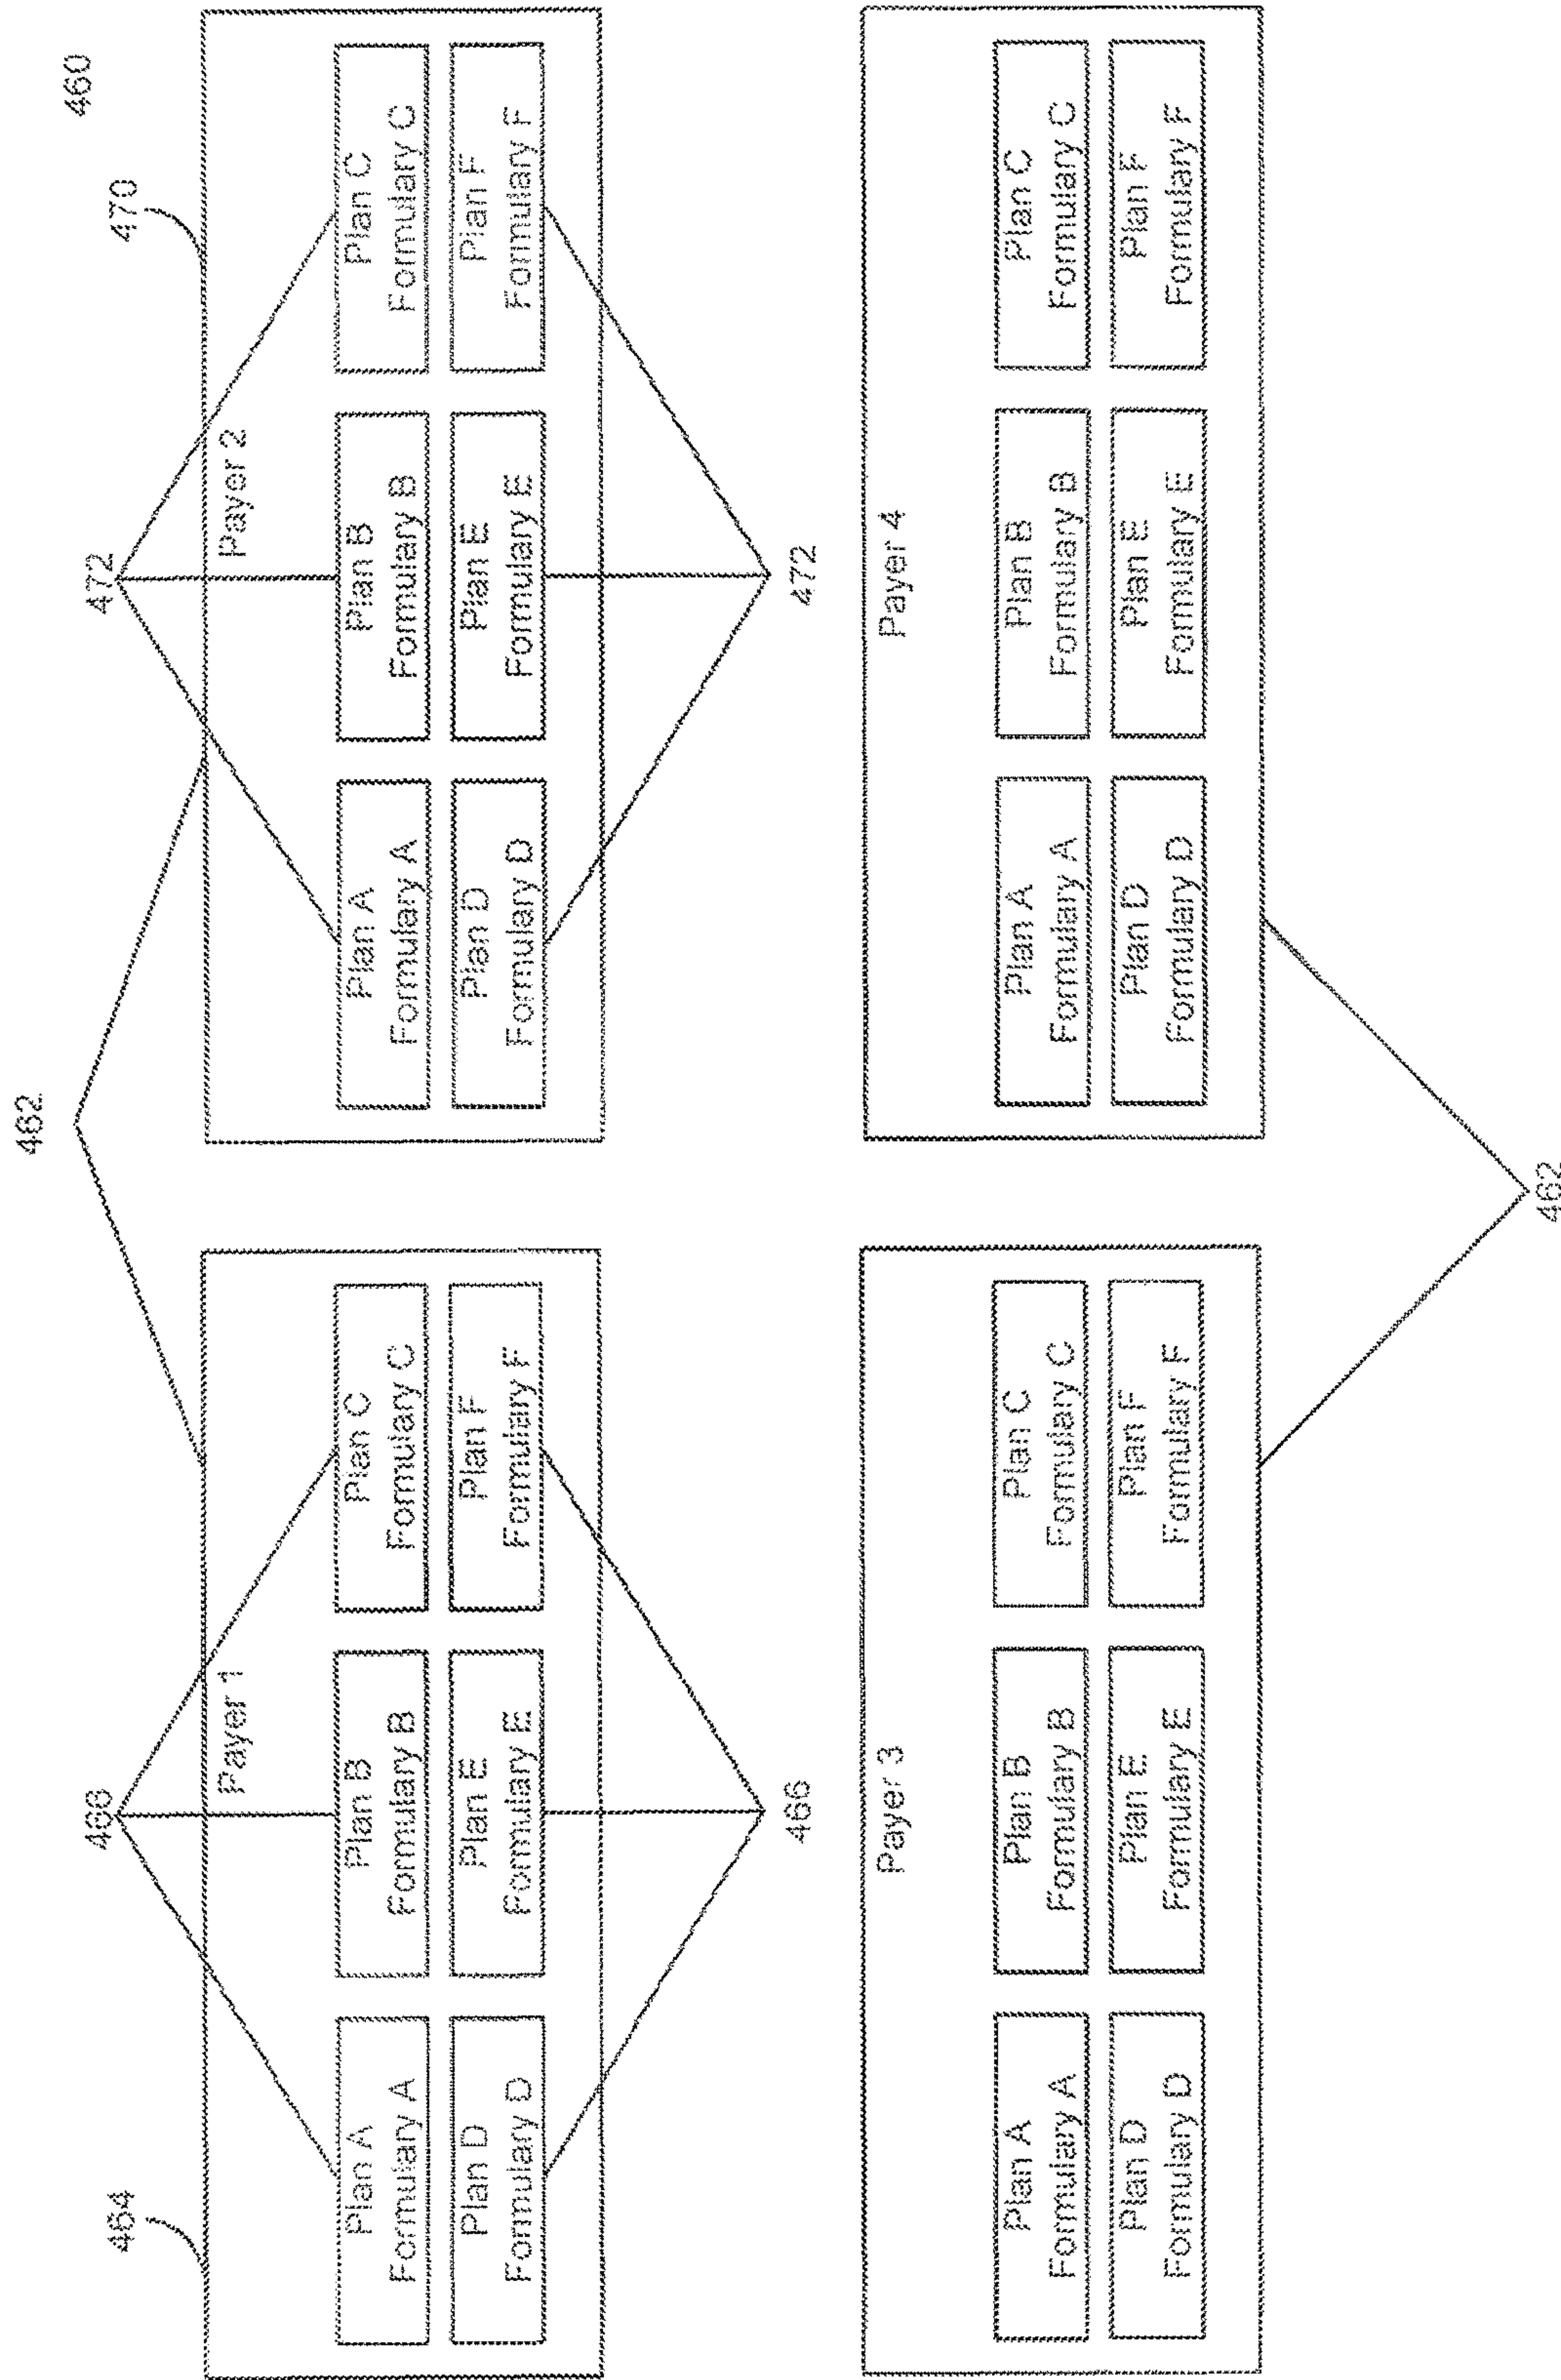 462
460
464
466
472
470
Payer 1
Plan A
Formulary A
Plan B
Formulary B
Plan C
Formulary C
Plan D
Formulary D
Plan E
Formulary E
Plan F
Formulary F
Payer 2
Plan A
Formulary A
Plan B
Formulary B
Plan C
Formulary C
Plan D
Formulary D
Plan E
Formulary E
Plan F
Formulary F
466
472
Payer 3
Plan A
Formulary A
Plan B
Formulary B
Plan C
Formulary C
Plan D
Formulary D
Plan E
Formulary E
Plan F
Formulary F
Payer 4
Plan A
Formulary A
Plan B
Formulary B
Plan C
Formulary C
Plan D
Formulary D
Plan E
Formulary E
Plan F
Formulary F
462